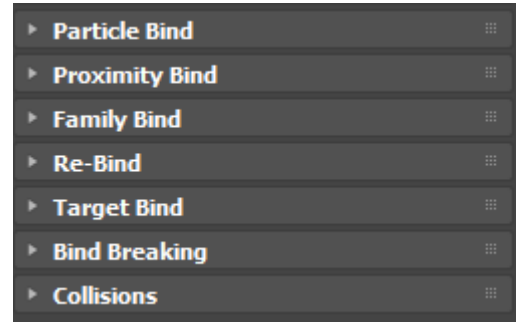 Particle Bind
Proximity Bind
Family Bind
Re-Bind
Target Bind
Bind Breaking
Collisions